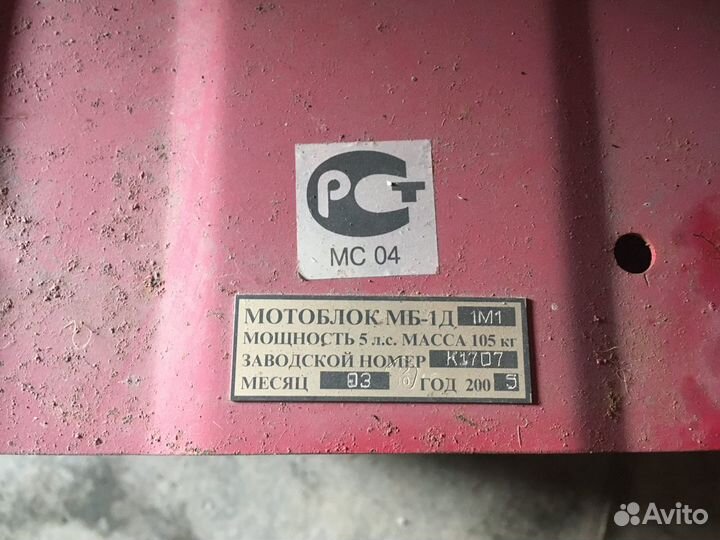 РСТ
МС 04
МОТОБЛОК МБ-1Д 1М1
МОЩНОСТЬ 5 л.с. МАССА 105 кг
ЗАВОДСКОЙ НОМЕР К1707
МЕСЯЦ 03 ГОД 200 5
Avito